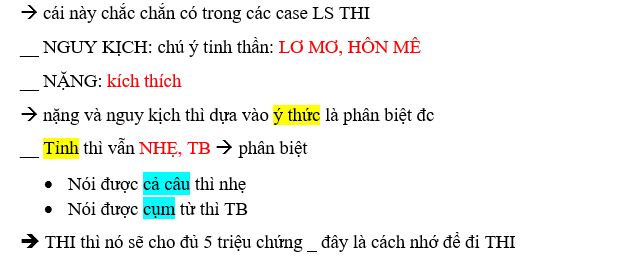 → cái này chắc chắn có trong các case LS THI
__ NGUY KỊCH: chú ý tinh thần: LƠ MƠ, HÔN MÊ
__ NẶNG: kích thích
→ nặng và nguy kịch thì dựa vào ý thức là phân biệt đc
__ Tỉnh thì vẫn NHẸ, TB → phân biệt
• Nói được cả câu thì nhẹ
• Nói được cụm từ thì TB
→ THI thì nó sẽ cho đủ 5 triệu chứng _ đây là cách nhớ để đi THI